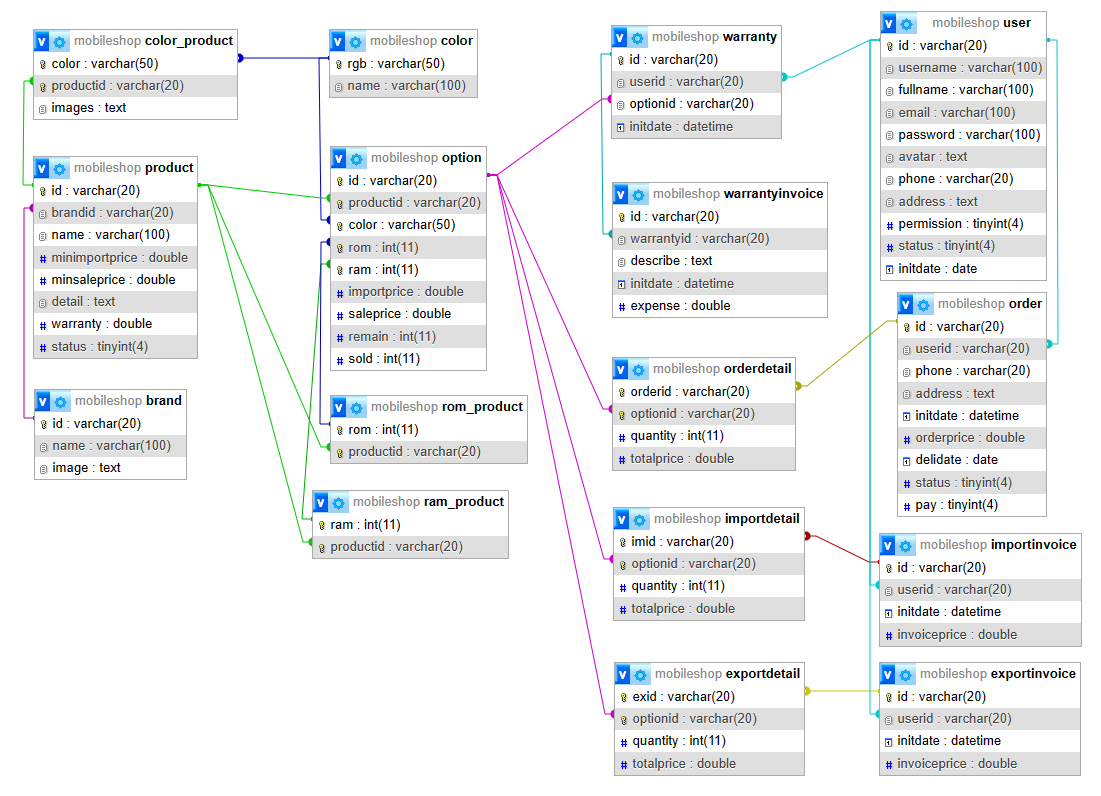 mobileshop color_product
color : varchar(50)
productid : varchar(20)
images : text
mobileshop product
id : varchar(20)
brandid : varchar(20)
name : varchar(100)
minimportprice : double
minsaleprice : double
detail : text
warranty : double
status : tinyint(4)
mobileshop brand
id : varchar(20)
name : varchar(100)
image : text
mobileshop color
rgb : varchar(50)
name : varchar(100)
mobileshop option
id : varchar(20)
productid : varchar(20)
color : varchar(50)
rom : int(11)
ram : int(11)
importprice : double
saleprice : double
remain : int(11)
sold : int(11)
mobileshop rom_product
rom : int(11)
productid : varchar(20)
mobileshop ram_product
ram : int(11)
productid : varchar(20)
mobileshop warranty
id : varchar(20)
userid : varchar(20)
optionid : varchar(20)
initdate : datetime
mobileshop warrantyinvoice
id : varchar(20)
warrantyid : varchar(20)
describe : text
initdate : datetime
expense : double
mobileshop orderdetail
orderid : varchar(20)
optionid : varchar(20)
quantity : int(11)
totalprice : double
mobileshop importdetail
imid : varchar(20)
optionid : varchar(20)
quantity : int(11)
totalprice : double
mobileshop exportdetail
exid : varchar(20)
optionid : varchar(20)
quantity : int(11)
totalprice : double
mobileshop user
id : varchar(20)
username : varchar(100)
fullname : varchar(100)
email : varchar(100)
password : varchar(100)
avatar : text
phone : varchar(20)
address : text
permission : tinyint(4)
status : tinyint(4)
initdate : date
mobileshop order
id : varchar(20)
userid : varchar(20)
phone : varchar(20)
address : text
initdate : datetime
orderprice : double
delidate : date
status : tinyint(4)
pay : tinyint(4)
mobileshop importinvoice
id : varchar(20)
userid : varchar(20)
initdate : datetime
invoiceprice : double
mobileshop exportinvoice
id : varchar(20)
userid : varchar(20)
initdate : datetime
invoiceprice : double